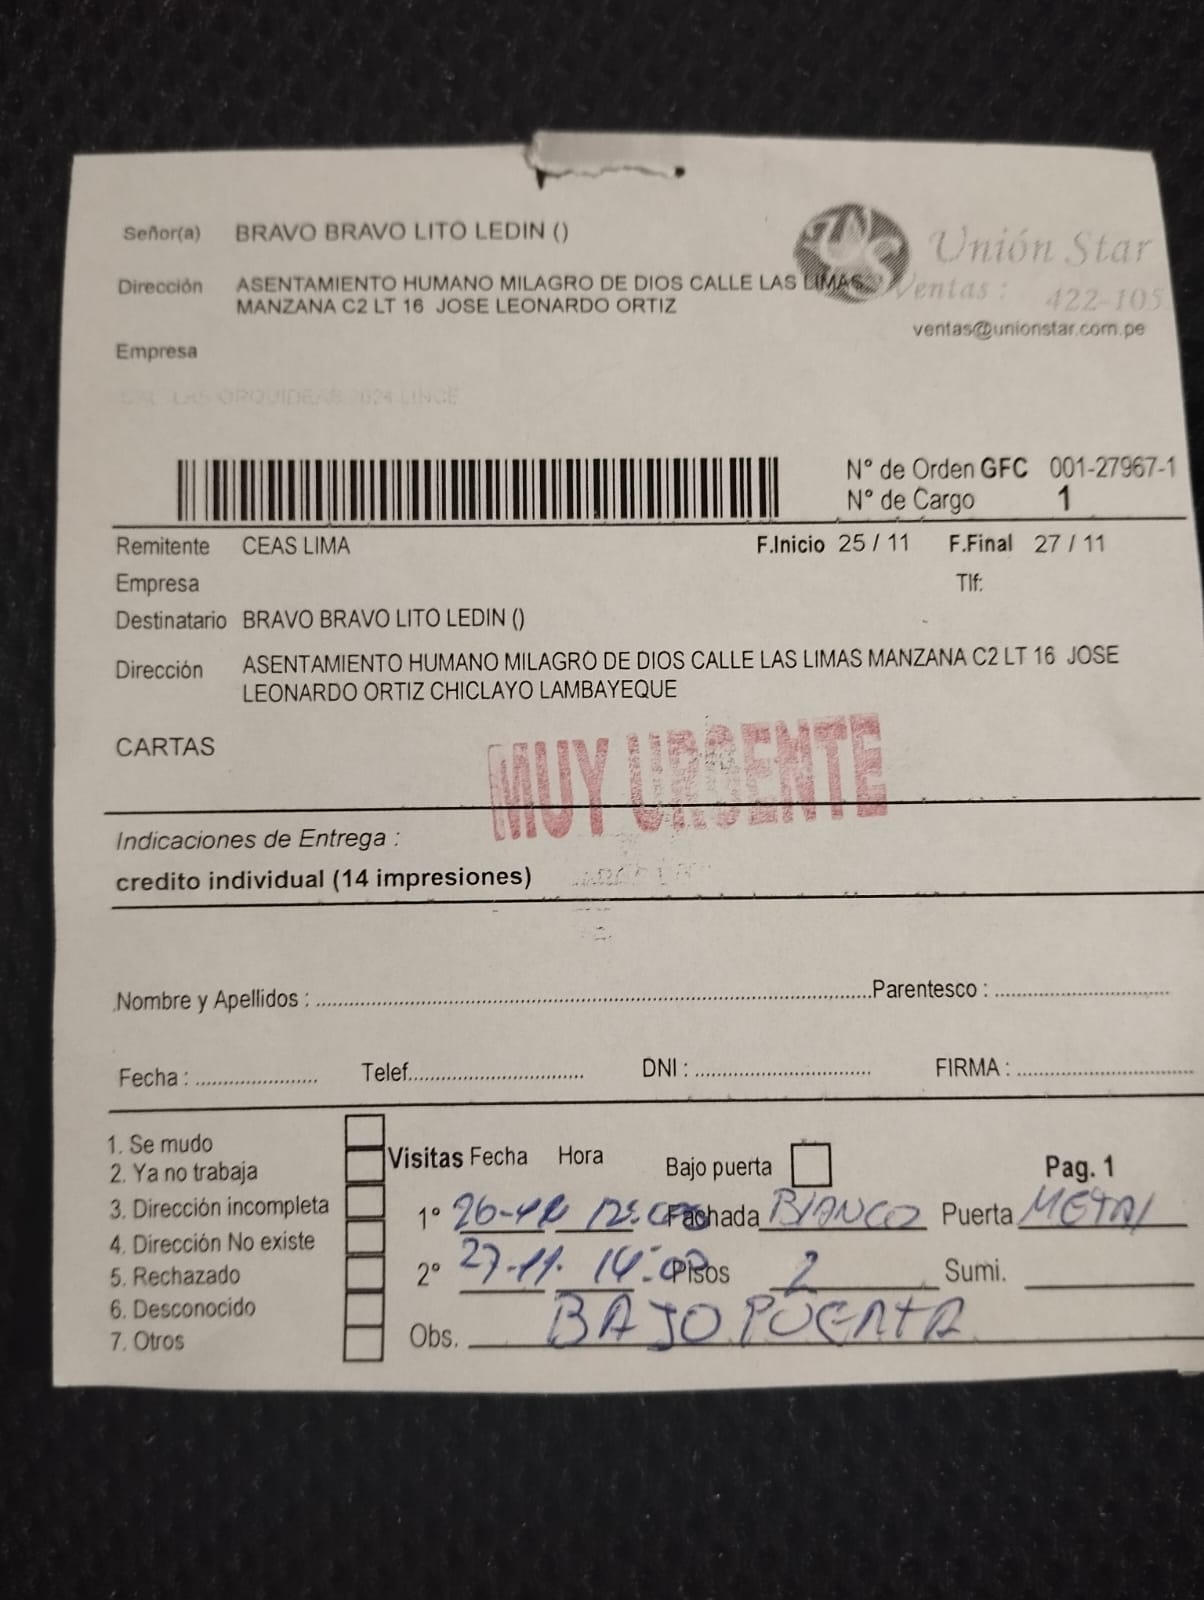 Señor(a) BRAVO BRAVO LITO LEDIN ()
Unión Star
Dirección ASENTAMIENTO HUMANO MILAGRO DE DIOS CALLE LAS LIMAS
MANZANA C2 LT 16 JOSE LEONARDO ORTIZ
Ventas : 422-105
ventas@unionstar.com.pe
Empresa
LAS ORQUIDEAS LINCE
N° de Orden GFC 001-27967-1
N° de Cargo 1
Remitente CEAS LIMA F.Inicio 25 / 11 F.Final 27 / 11
Empresa Tlf:
Destinatario BRAVO BRAVO LITO LEDIN ()
Dirección ASENTAMIENTO HUMANO MILAGRO DE DIOS CALLE LAS LIMAS MANZANA C2 LT 16 JOSE
LEONARDO ORTIZ CHICLAYO LAMBAYEQUE
CARTAS
MUY URGENTE
Indicaciones de Entrega :
credito individual (14 impresiones)
Nombre y Apellidos : Parentesco :
Fecha : Telef. DNI : FIRMA :
1. Se mudo
2. Ya no trabaja
3. Dirección incompleta
4. Dirección No existe
5. Rechazado
6. Desconocido
7. Otros
Visitas Fecha Hora Bajo puerta Pag. 1
1° Fachada BLANCO Puerta METAL
2° 27-11. 14:00 Pisos 2 Sumi.
Obs. BAJO PUERTA